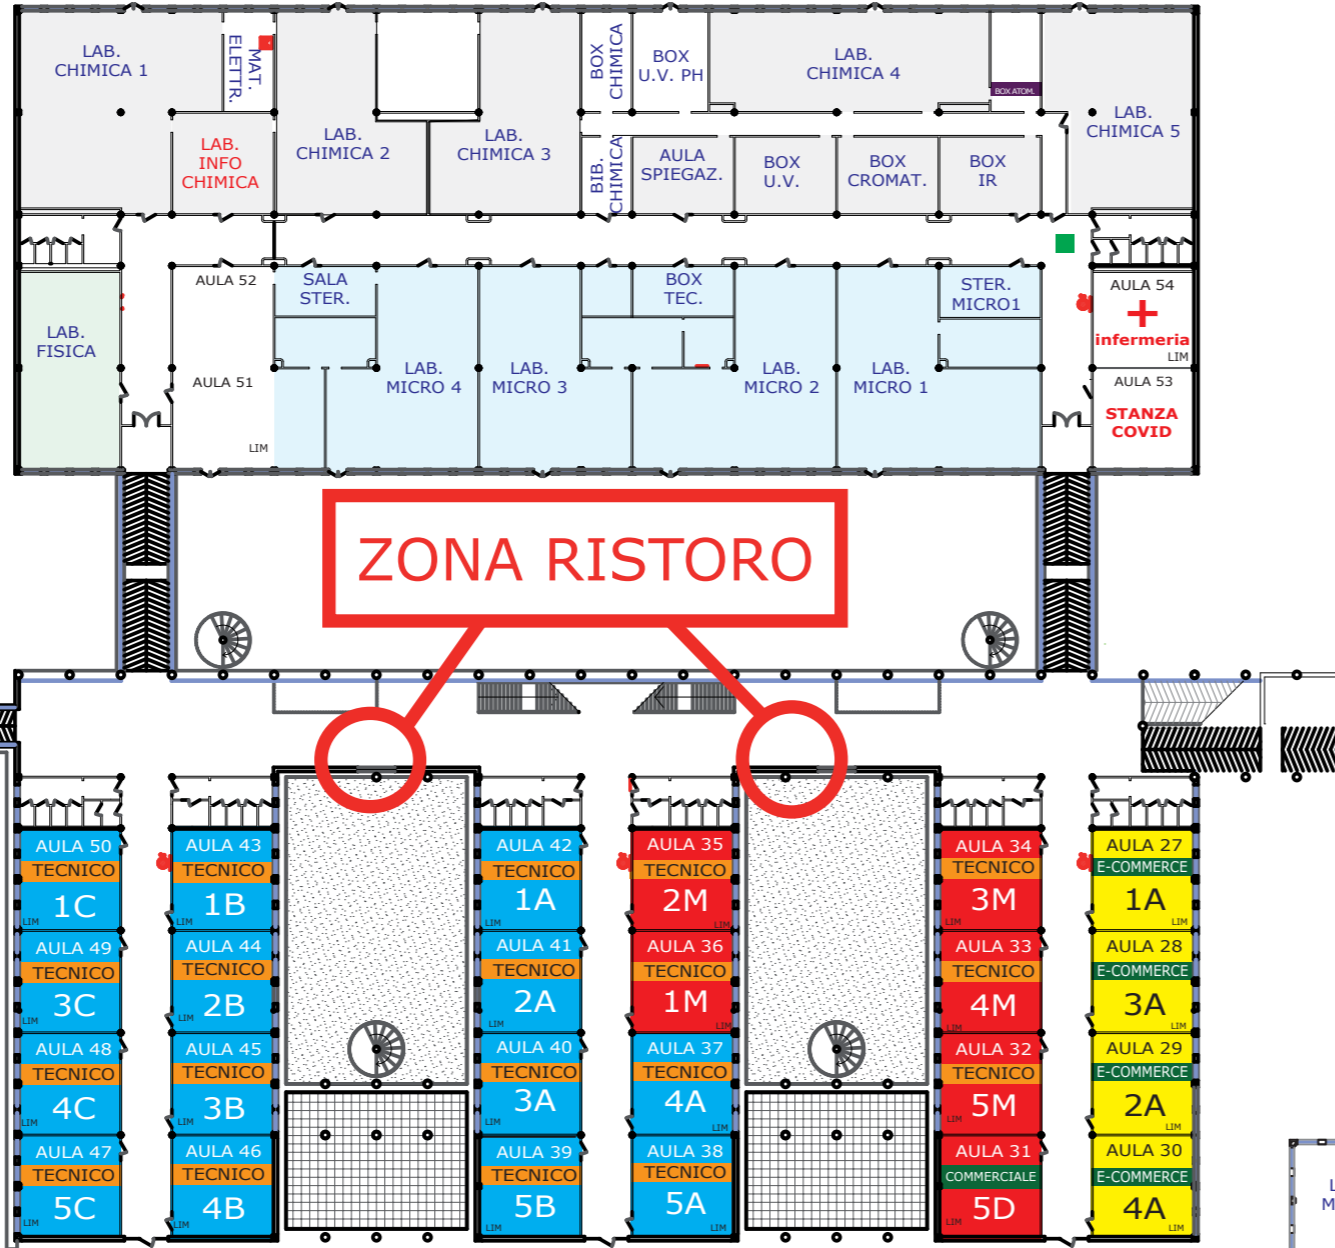 LAB.
CHIMICA 1
MAT.
ELETTR.
LAB.
INFO
CHIMICA
LAB.
CHIMICA 2
LAB.
CHIMICA 3
BOX
CHIMICA
BIB.
CHIMICA
BOX
U.V. PH
LAB.
CHIMICA 4
BOX ATOM.
LAB.
CHIMICA 5
AULA
SPIEGAZ.
BOX
U.V.
BOX
CROMAT.
BOX
IR
LAB.
FISICA
AULA 52
AULA 51
LIM
SALA
STER.
LAB.
MICRO 4
LAB.
MICRO 3
BOX
TEC.
LAB.
MICRO 2
LAB.
MICRO 1
STER.
MICRO1
AULA 54
infermeria
LIM
AULA 53
STANZA
COVID
ZONA RISTORO
AULA 50
TECNICO
1C
LIM
AULA 49
TECNICO
3C
LIM
AULA 48
TECNICO
4C
LIM
AULA 47
TECNICO
5C
LIM
AULA 43
TECNICO
1B
LIM
AULA 44
TECNICO
2B
LIM
AULA 45
TECNICO
3B
LIM
AULA 46
TECNICO
4B
LIM
AULA 42
TECNICO
1A
LIM
AULA 41
TECNICO
2A
LIM
AULA 40
TECNICO
3A
LIM
AULA 39
TECNICO
5B
LIM
AULA 35
TECNICO
2M
LIM
AULA 36
TECNICO
1M
LIM
AULA 37
TECNICO
4A
LIM
AULA 38
TECNICO
5A
LIM
AULA 34
TECNICO
3M
LIM
AULA 33
TECNICO
4M
LIM
AULA 32
TECNICO
5M
LIM
AULA 31
COMMERCIALE
5D
LIM
AULA 27
E-COMMERCE
1A
LIM
AULA 28
E-COMMERCE
3A
LIM
AULA 29
E-COMMERCE
2A
LIM
AULA 30
E-COMMERCE
4A
LIM